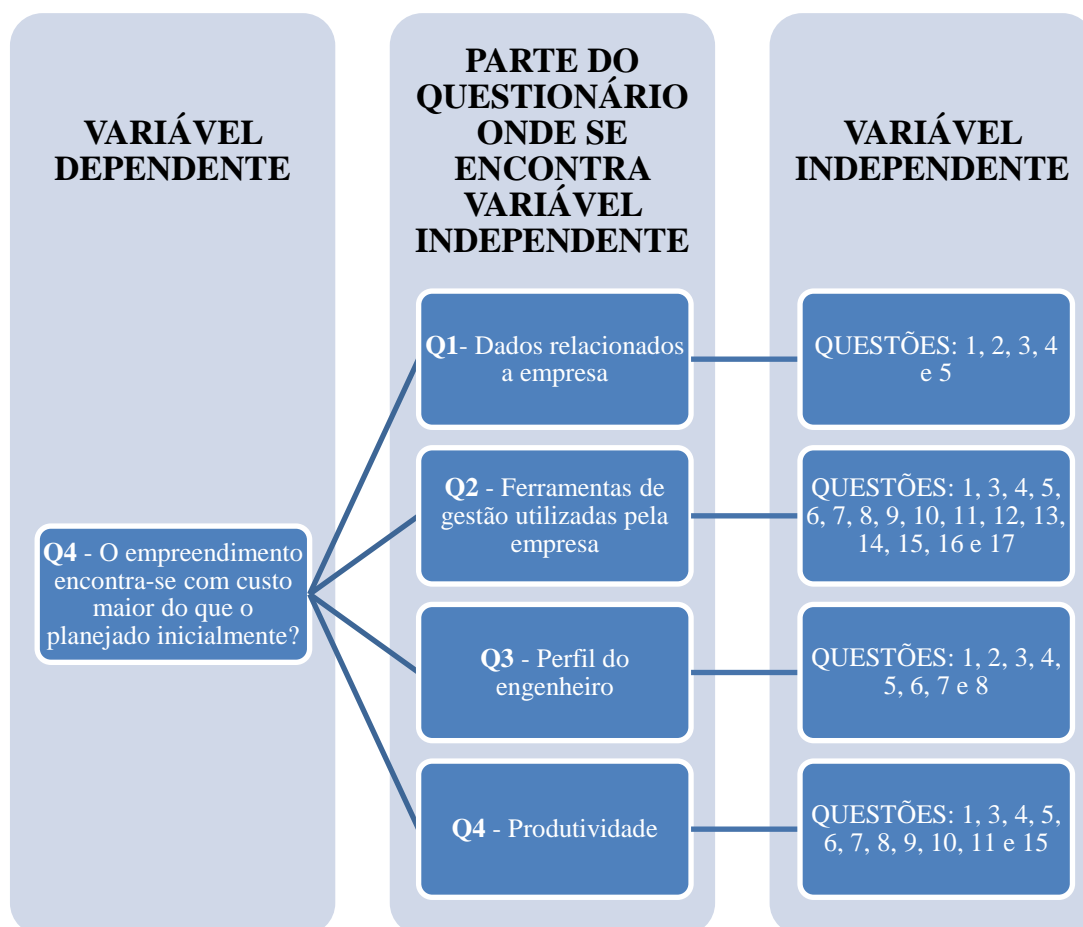 VARIÁVEL
DEPENDENTE
Q4 - O empreendimento
encontra-se com custo
maior do que o
planejado inicialmente?
PARTE DO
QUESTIONÁRIO
ONDE SE
ENCONTRA
VARIÁVEL
INDEPENDENTE
Q1- Dados relacionados
a empresa
Q2 - Ferramentas de
gestão utilizadas pela
empresa
Q3 - Perfil do
engenheiro
Q4 - Produtividade
VARIÁVEL
INDEPENDENTE
QUESTÕES: 1, 2, 3, 4
e 5
QUESTÕES: 1, 3, 4, 5,
6, 7, 8, 9, 10, 11, 12, 13,
14, 15, 16 e 17
QUESTÕES: 1, 2, 3, 4,
5, 6, 7 e 8
QUESTÕES: 1, 3, 4, 5,
6, 7, 8, 9, 10, 11 e 15